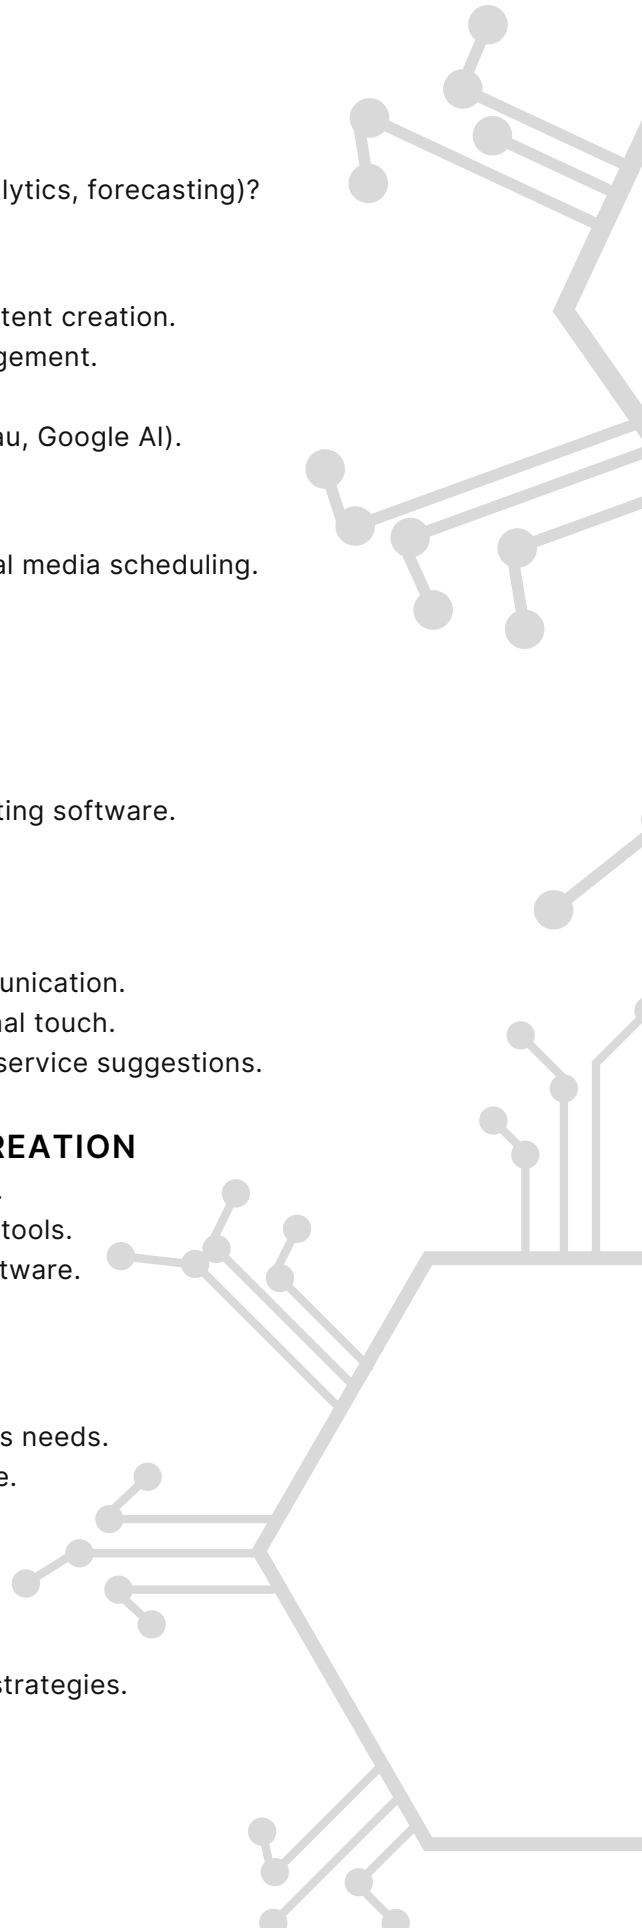 lytics, forecasting)?
tent creation.
gement.
au, Google AI).
al media scheduling.
ting software.
unication.
nal touch.
service suggestions.
REATION
.
tools.
tware.
s needs.
e.
strategies.